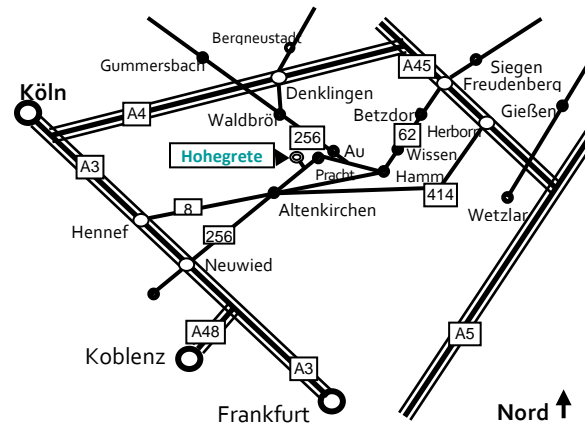 Bergneustadt
Gummersbach
A45
Siegen
Freudenberg
Köln
Denklingen
Gießen
A4
Waldbröl
Betzdorf
256
62
Herborn
Hohegrete
Au
Wissen
A3
Pracht
Hamm
414
8
Altenkirchen
Wetzlar
Hennef
256
Neuwied
A48
A5
Koblenz
A3
Frankfurt
Nord